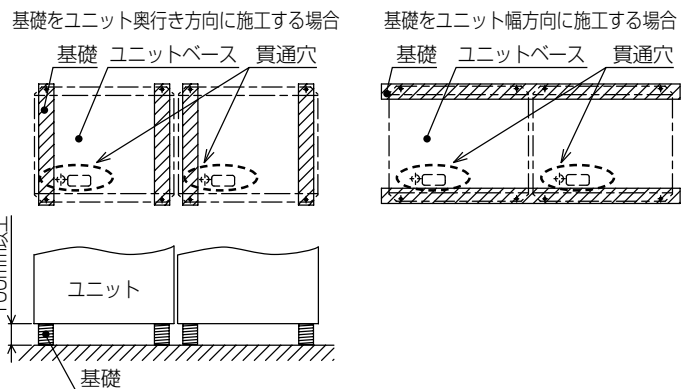 基礎をユニット奥行き方向に施工する場合
基礎 ユニットベース 貫通穴
基礎をユニット幅方向に施工する場合
基礎 ユニットベース 貫通穴
ユニット
基礎